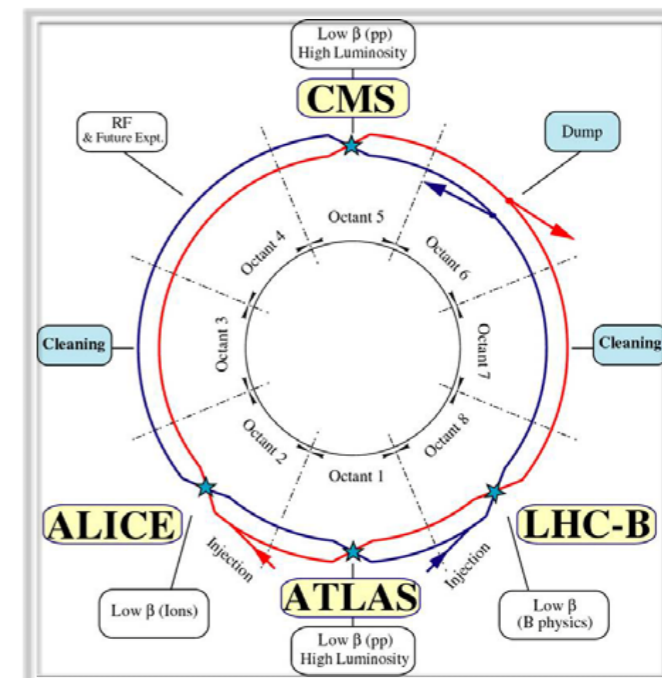 Low β (pp)
High Luminosity
CMS
RF
& Future Expt.
Dump
Octant 5
Octant 4
Octant 6
Cleaning
Octant 3
Octant 7
Cleaning
Octant 2
Octant 8
Octant 1
ALICE
LHC-B
Injection
Injection
ATLAS
Low β (Ions)
Low β
(B physics)
Low β (pp)
High Luminosity